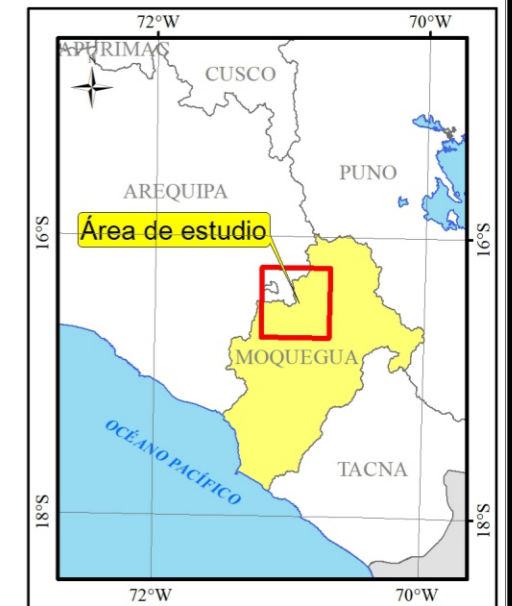 72°W
70°W
APURIMAC
CUSCO
PUNO
AREQUIPA
16°S
Área de estudio
16°S
MOQUEGUA
OCÉANO PACÍFICO
TACNA
18°S
18°S
72°W
70°W